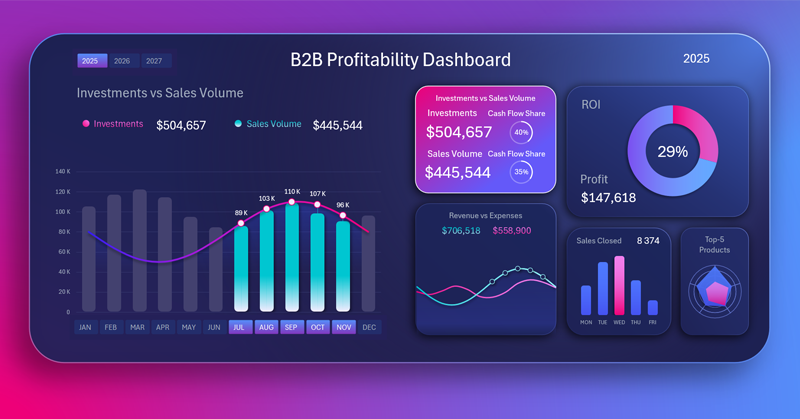 2025 2026 2027
B2B Profitability Dashboard
2025
Investments vs Sales Volume
Investments $504,657 Sales Volume $445,544
140 K
120 K
100 K
80 K
60 K
40 K
20 K
0
89 K 103 K 110 K 107 K 96 K
JAN FEB MAR APR MAY JUN JUL AUG SEP OCT NOV DEC
Investments vs Sales Volume
Investments Cash Flow Share
$504,657 40%
Sales Volume Cash Flow Share
$445,544 35%
ROI
29%
Profit
$147,618
Revenue vs Expenses
$706,518 $558,900
Sales Closed 8 374
MON TUE WED THU FRI
Top-5
Products